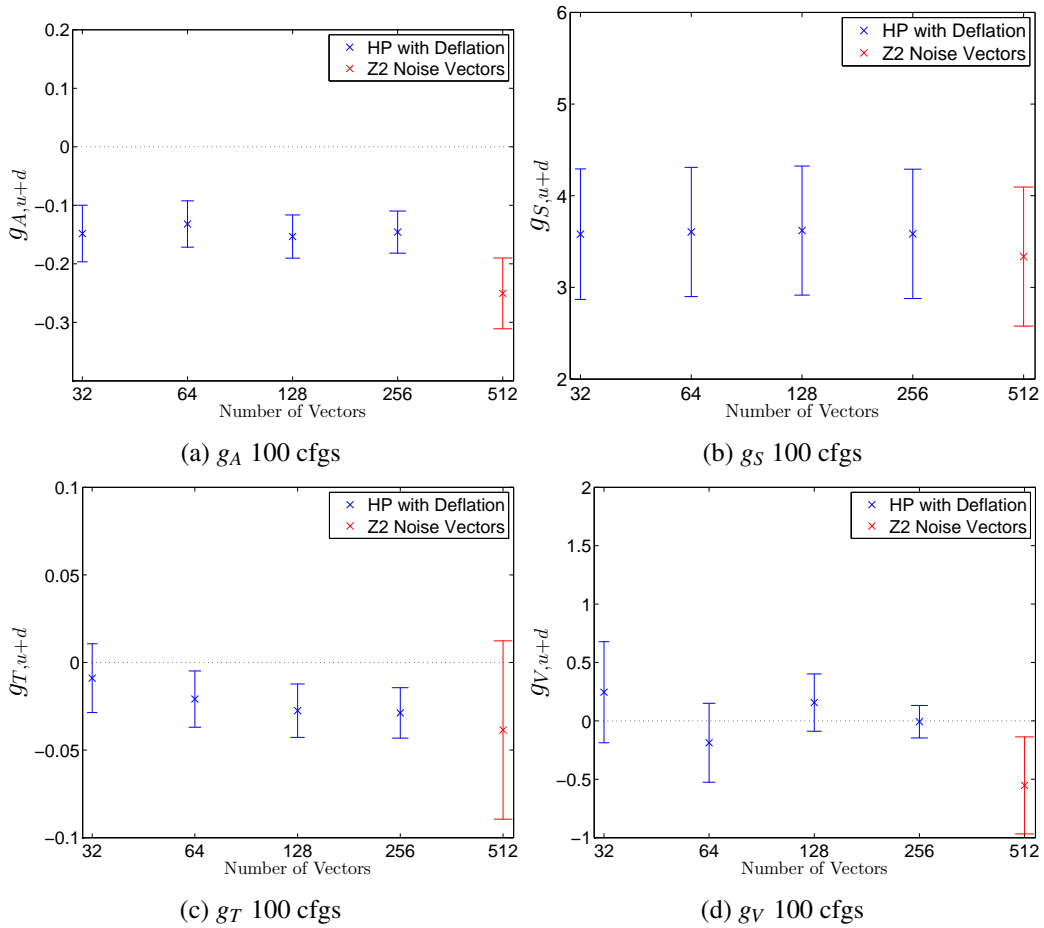 0.2
0.1
0
−0.1
−0.2
−0.3
g_{A,u+d}
HP with Deflation
Z2 Noise Vectors
32 64 128 256 512
Number of Vectors
(a) g_A 100 cfgs
6
5
4
3
2
g_{S,u+d}
HP with Deflation
Z2 Noise Vectors
32 64 128 256 512
Number of Vectors
(b) g_S 100 cfgs
0.1
0.05
0
−0.05
−0.1
g_{T,u+d}
HP with Deflation
Z2 Noise Vectors
32 64 128 256 512
Number of Vectors
(c) g_T 100 cfgs
2
1.5
1
0.5
0
−0.5
−1
g_{V,u+d}
HP with Deflation
Z2 Noise Vectors
32 64 128 256 512
Number of Vectors
(d) g_V 100 cfgs